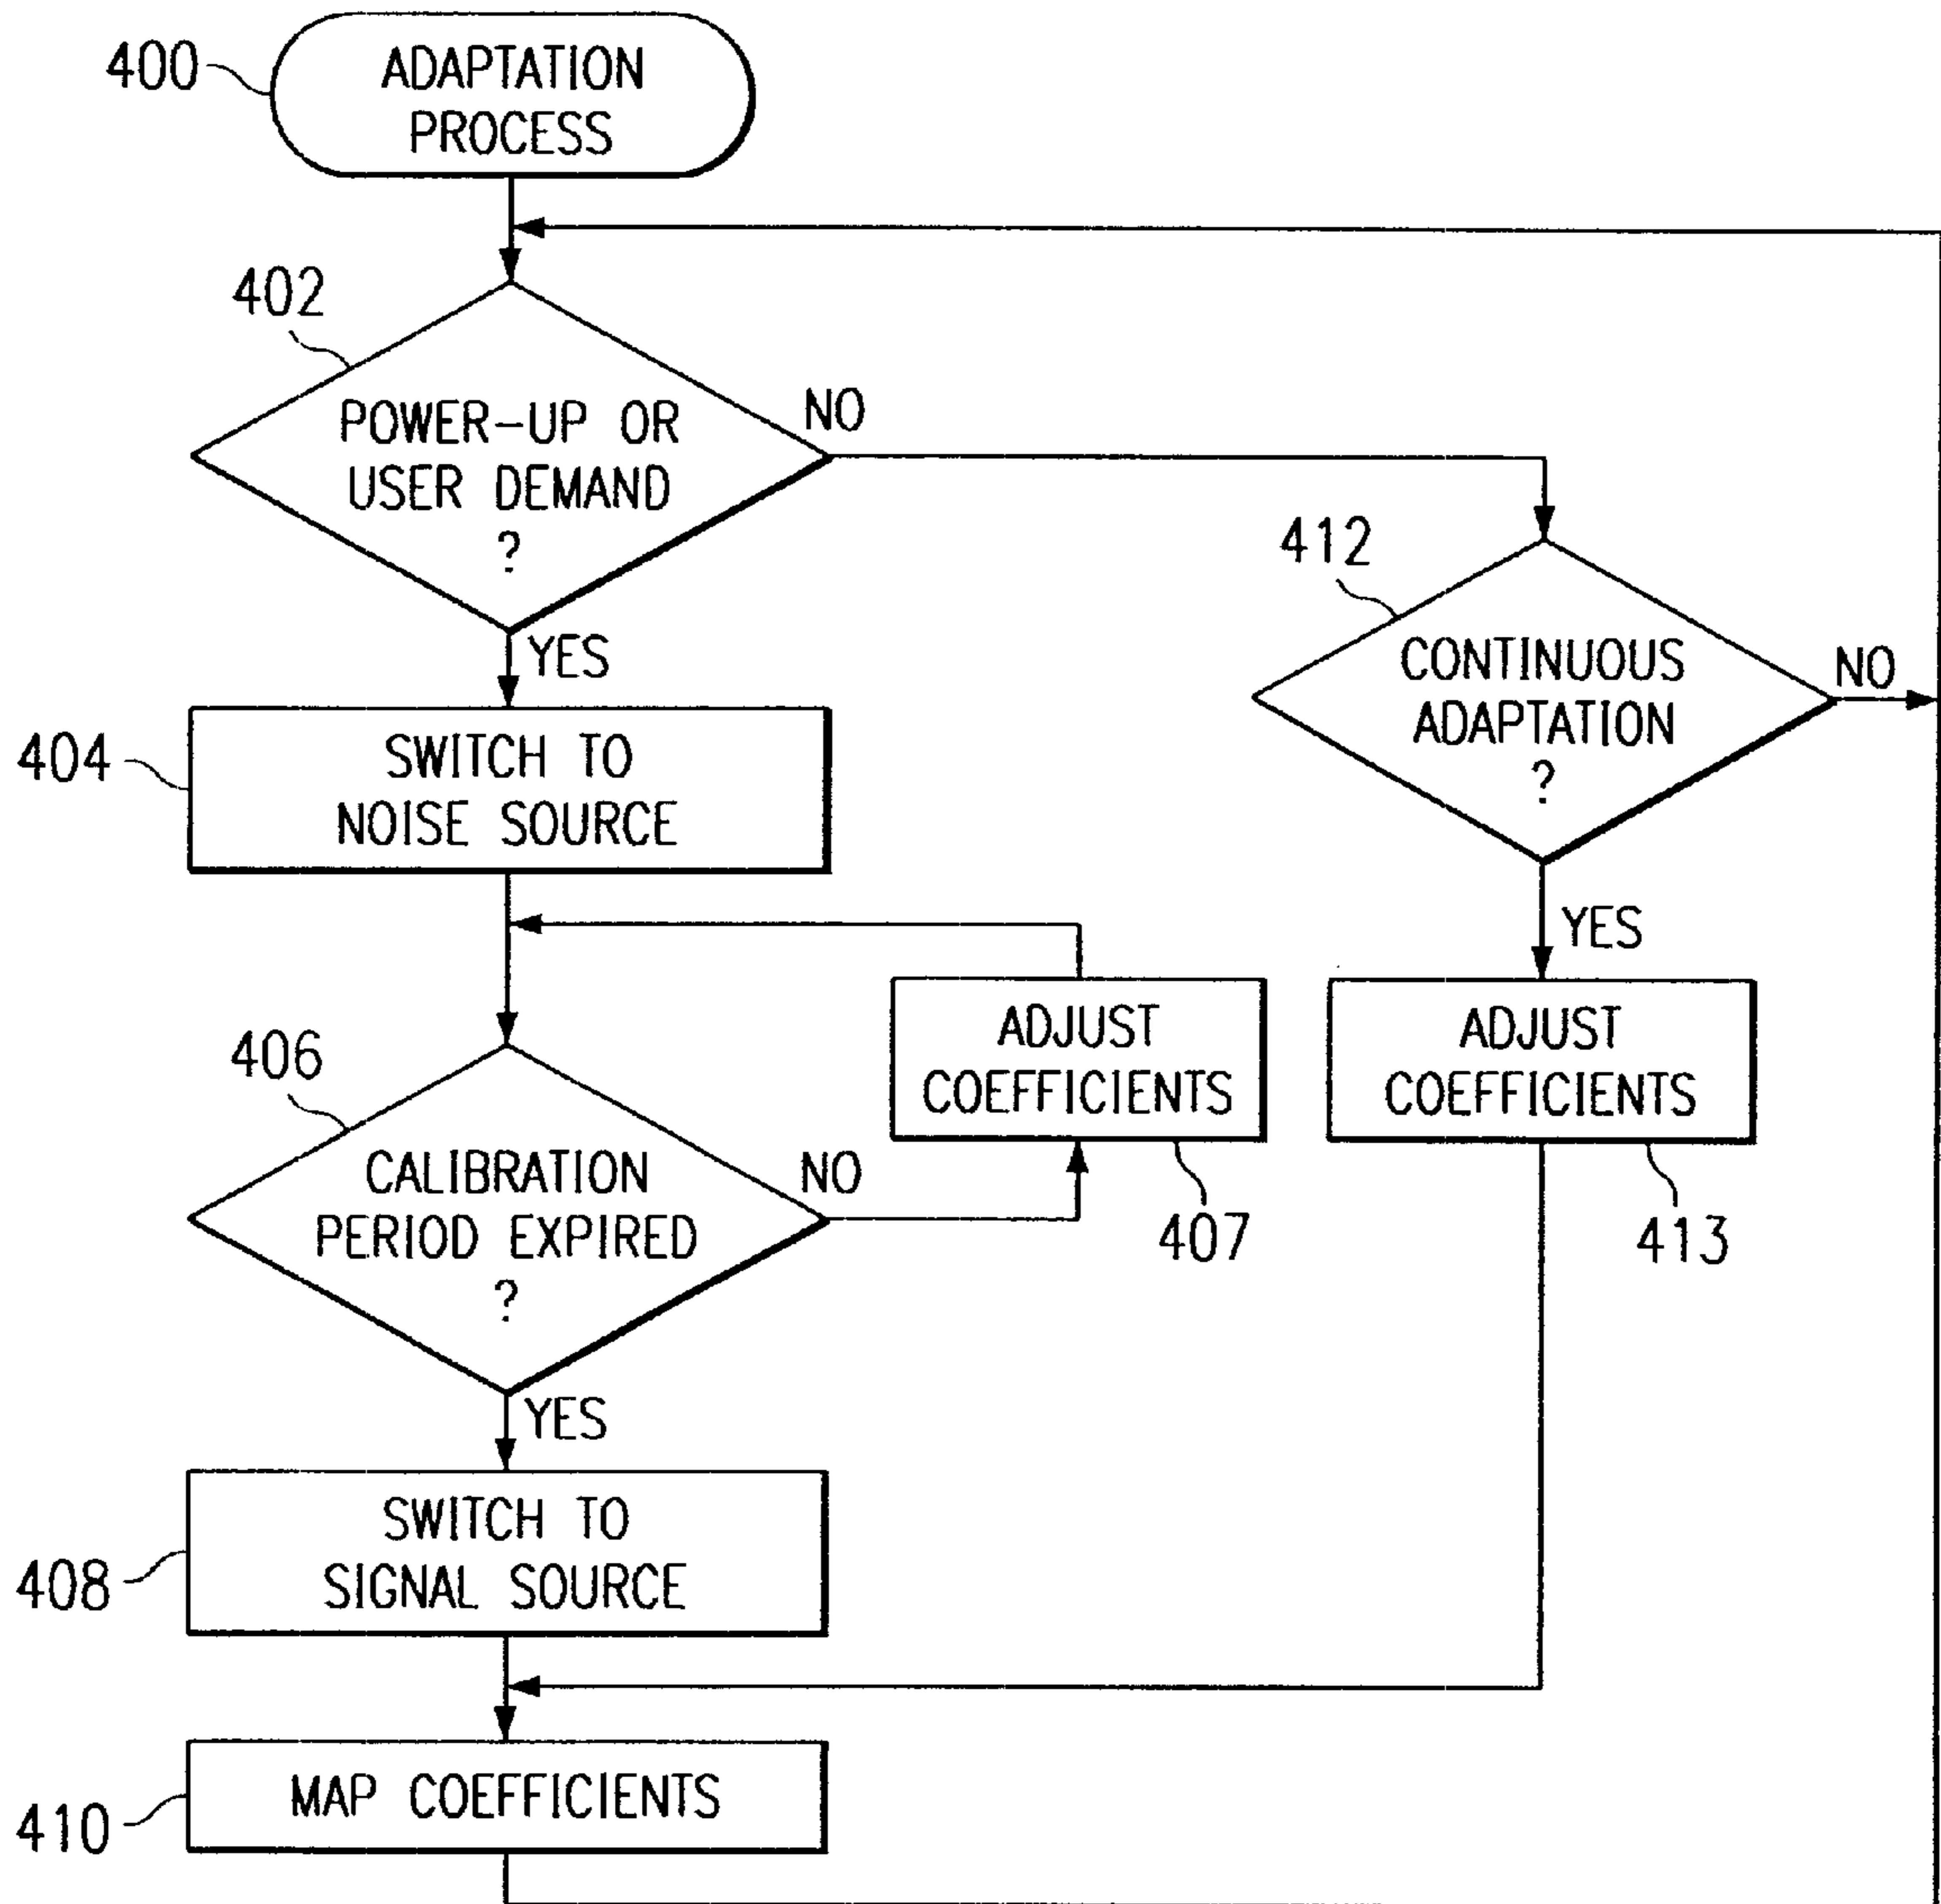 400
ADAPTATION
PROCESS
402
POWER-UP OR
USER DEMAND
?
NO
YES
412
CONTINUOUS
ADAPTATION
?
NO
YES
404
SWITCH TO
NOISE SOURCE
406
CALIBRATION
PERIOD EXPIRED
?
NO
YES
ADJUST
COEFFICIENTS
407
ADJUST
COEFFICIENTS
413
408
SWITCH TO
SIGNAL SOURCE
410
MAP COEFFICIENTS